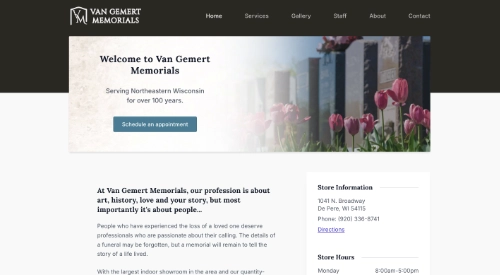 VAN GEMERT
MEMORIALS
Home Services Gallery Staff About Contact
Welcome to Van Gemert
Memorials
Serving Northeastern Wisconsin
for over 100 years.
Schedule an appointment
At Van Gemert Memorials, our profession is about
art, history, love and your story, but most
importantly it's about people...
People who have experienced the loss of a loved one deserve
professionals who are passionate about their calling. The details of
a funeral may be forgotten, but a memorial will remain to tell the
story of a life lived.
With the largest indoor showroom in the area and our quantity-
Store Information
1041 N. Broadway
De Pere, WI 54115
Phone: (920) 336-8741
Directions
Store Hours
Monday 8:00am-5:00pm